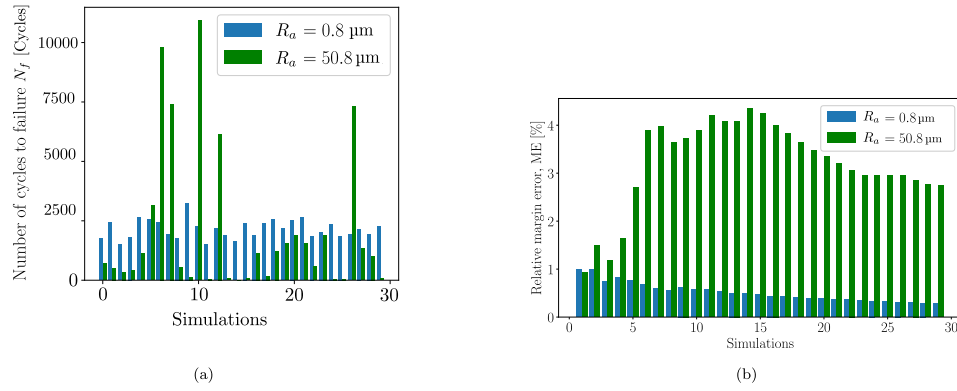 Number of cycles to failure N_f [Cycles]
10000
7500
5000
2500
0
R_a = 0.8 µm
R_a = 50.8 µm
0 10 20 30
Simulations
(a)
Relative margin error, ME [%]
4
3
2
1
0
R_a = 0.8 µm
R_a = 50.8 µm
0 5 10 15 20 25 30
Simulations
(b)